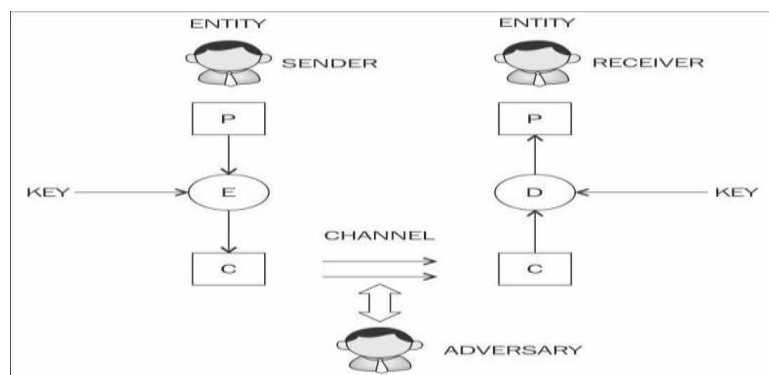 ENTITY
ENTITY
SENDER
RECEIVER
P
P
KEY
E
D
KEY
CHANNEL
C
C
ADVERSARY